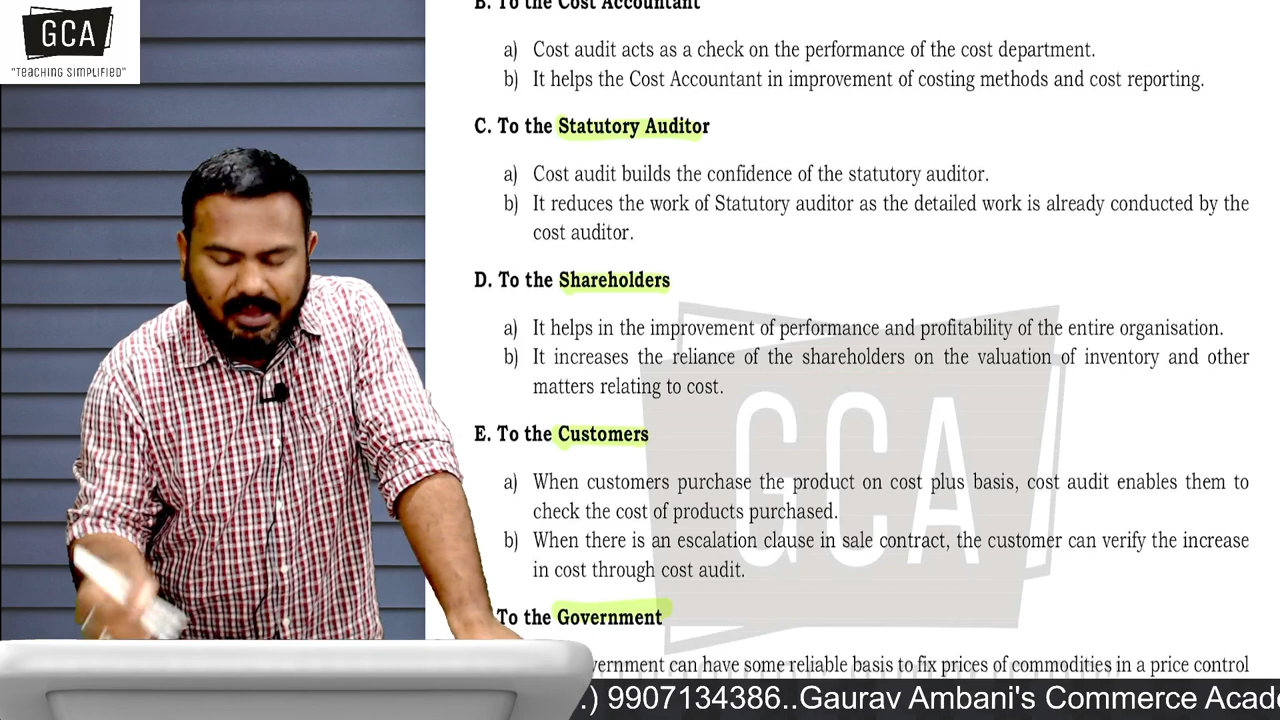 GCA
"TEACHING SIMPLIFIED"
B. To the Cost Accountant
a) Cost audit acts as a check on the performance of the cost department.
b) It helps the Cost Accountant in improvement of costing methods and cost reporting.
C. To the Statutory Auditor
a) Cost audit builds the confidence of the statutory auditor.
b) It reduces the work of Statutory auditor as the detailed work is already conducted by the
cost auditor.
D. To the Shareholders
a) It helps in the improvement of performance and profitability of the entire organisation.
b) It increases the reliance of the shareholders on the valuation of inventory and other
matters relating to cost.
E. To the Customers
a) When customers purchase the product on cost plus basis, cost audit enables them to
check the cost of products purchased.
b) When there is an escalation clause in sale contract, the customer can verify the increase
in cost through cost audit.
To the Government
vernment can have some reliable basis to fix prices of commodities in a price control
GCA
.) 9907134386..Gaurav Ambani's Commerce Acad